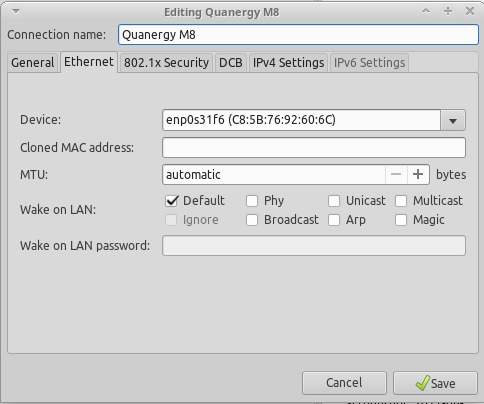 Editing Quanergy M8
Connection name: Quanergy M8
General Ethernet 802.1x Security DCB IPv4 Settings IPv6 Settings
Device: enp0s31f6 (C8:5B:76:92:60:6C)
Cloned MAC address:
MTU: automatic − + bytes
Wake on LAN: Default Phy Unicast Multicast
Ignore Broadcast Arp Magic
Wake on LAN password:
Cancel Save